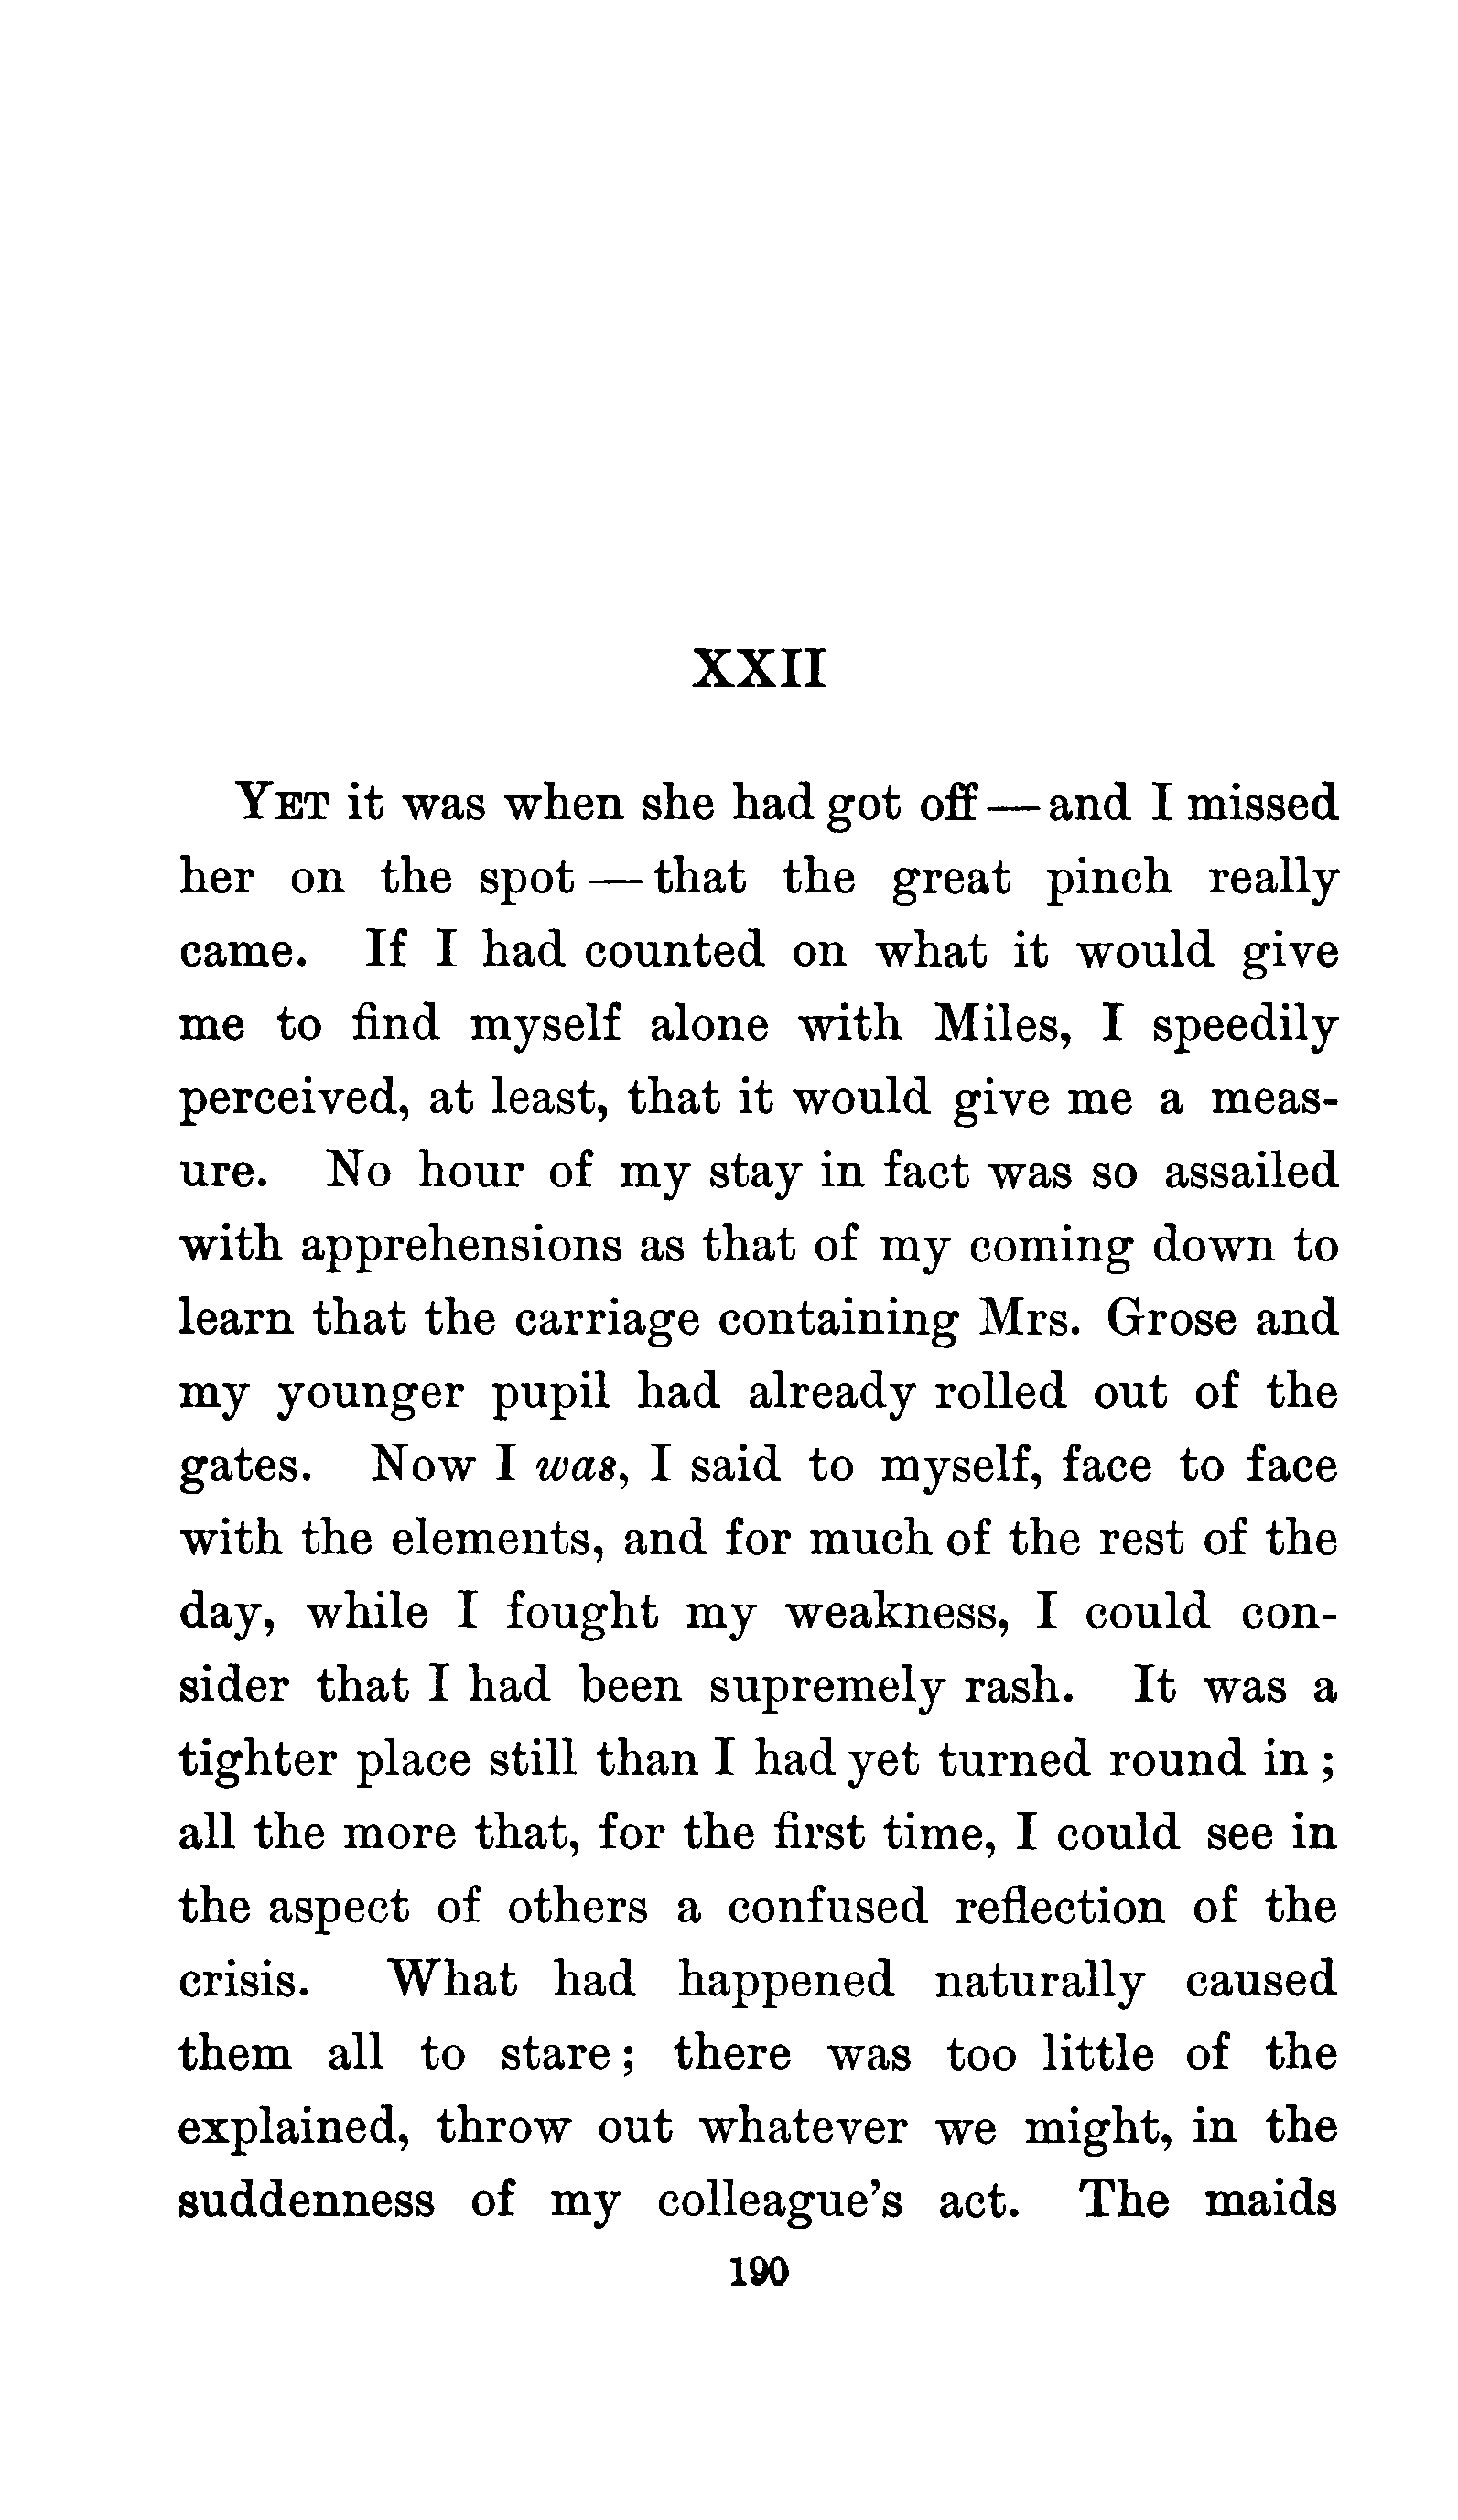 XXII
YET it was when she had got off—and I missed
her on the spot—that the great pinch really
came. If I had counted on what it would give
me to find myself alone with Miles, I speedily
perceived, at least, that it would give me a meas-
ure. No hour of my stay in fact was so assailed
with apprehensions as that of my coming down to
learn that the carriage containing Mrs. Grose and
my younger pupil had already rolled out of the
gates. Now I was, I said to myself, face to face
with the elements, and for much of the rest of the
day, while I fought my weakness, I could con-
sider that I had been supremely rash. It was a
tighter place still than I had yet turned round in;
all the more that, for the first time, I could see in
the aspect of others a confused reflection of the
crisis. What had happened naturally caused
them all to stare; there was too little of the
explained, throw out whatever we might, in the
suddenness of my colleague's act. The maids
190